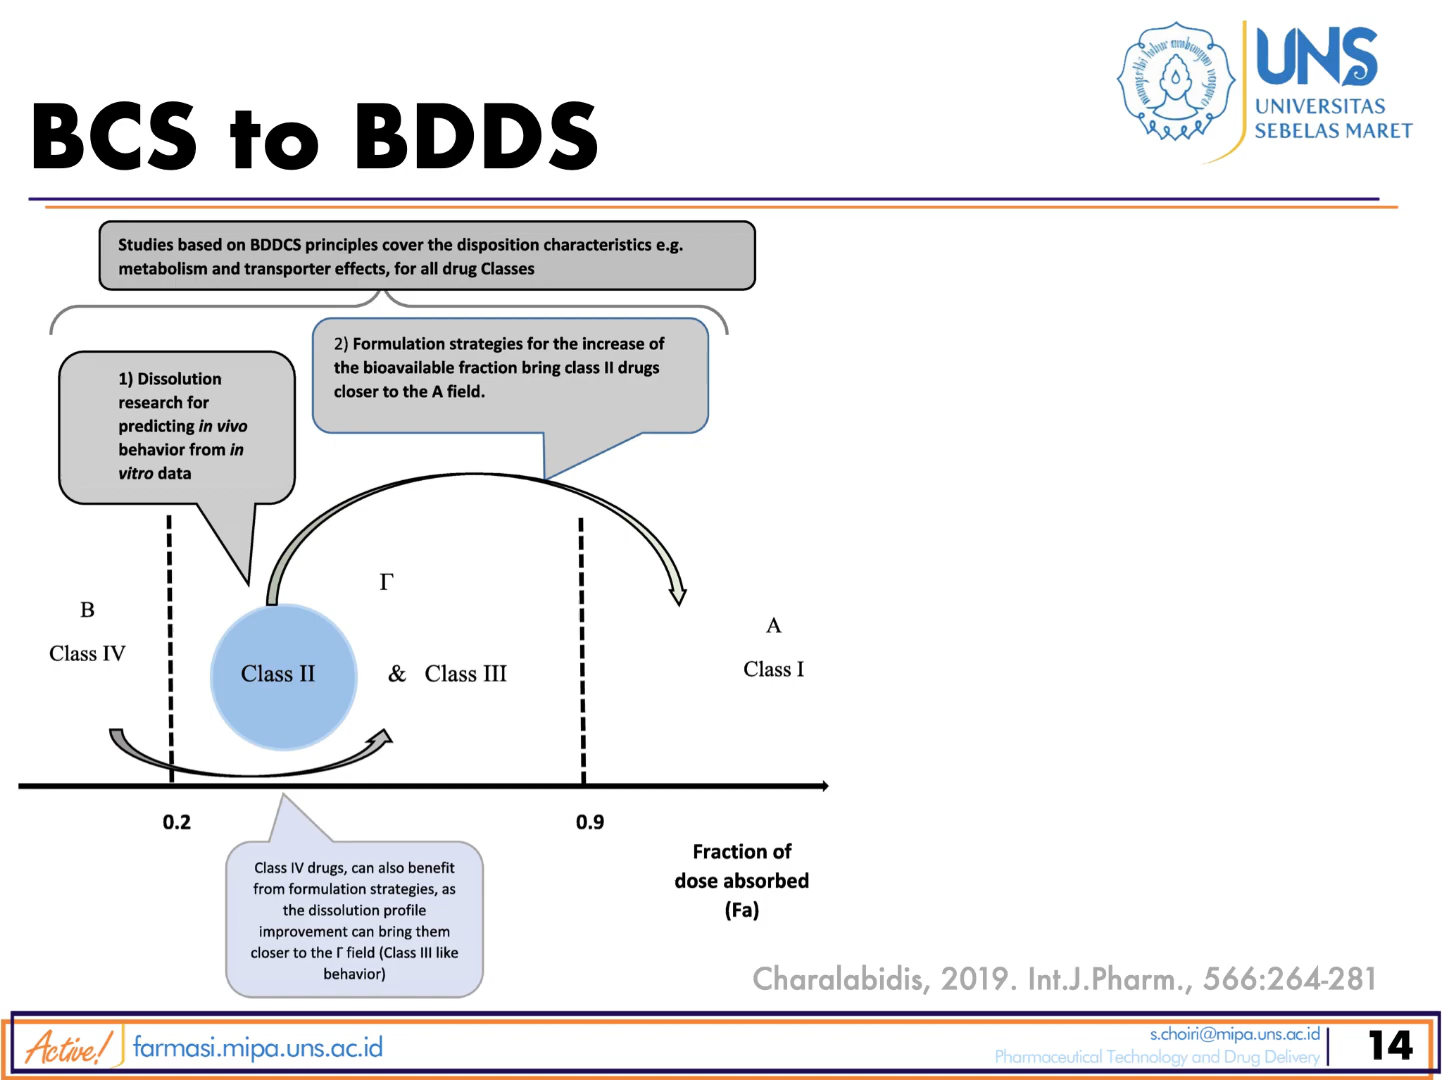 UNS
UNIVERSITAS
SEBELAS MARET
BCS to BDDS
Studies based on BDDCS principles cover the disposition characteristics e.g.
metabolism and transporter effects, for all drug Classes
1) Dissolution
research for
predicting in vivo
behavior from in
vitro data
2) Formulation strategies for the increase of
the bioavailable fraction bring class II drugs
closer to the A field.
B
Class IV
Γ
Class II
& Class III
A
Class I
0.2
0.9
Fraction of
dose absorbed
(Fa)
Class IV drugs, can also benefit
from formulation strategies, as
the dissolution profile
improvement can bring them
closer to the Γ field (Class III like
behavior)
Charalabidis, 2019. Int.J.Pharm., 566:264-281
Active!
farmasi.mipa.uns.ac.id
s.choiri@mipa.uns.ac.id
Pharmaceutical Technology and Drug Delivery
14